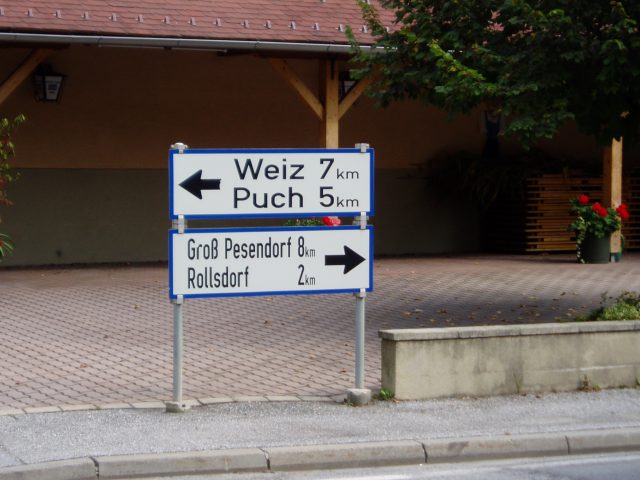 Weiz 7km
Puch 5km
Groß Pesendorf 8km
Rollsdorf 2km